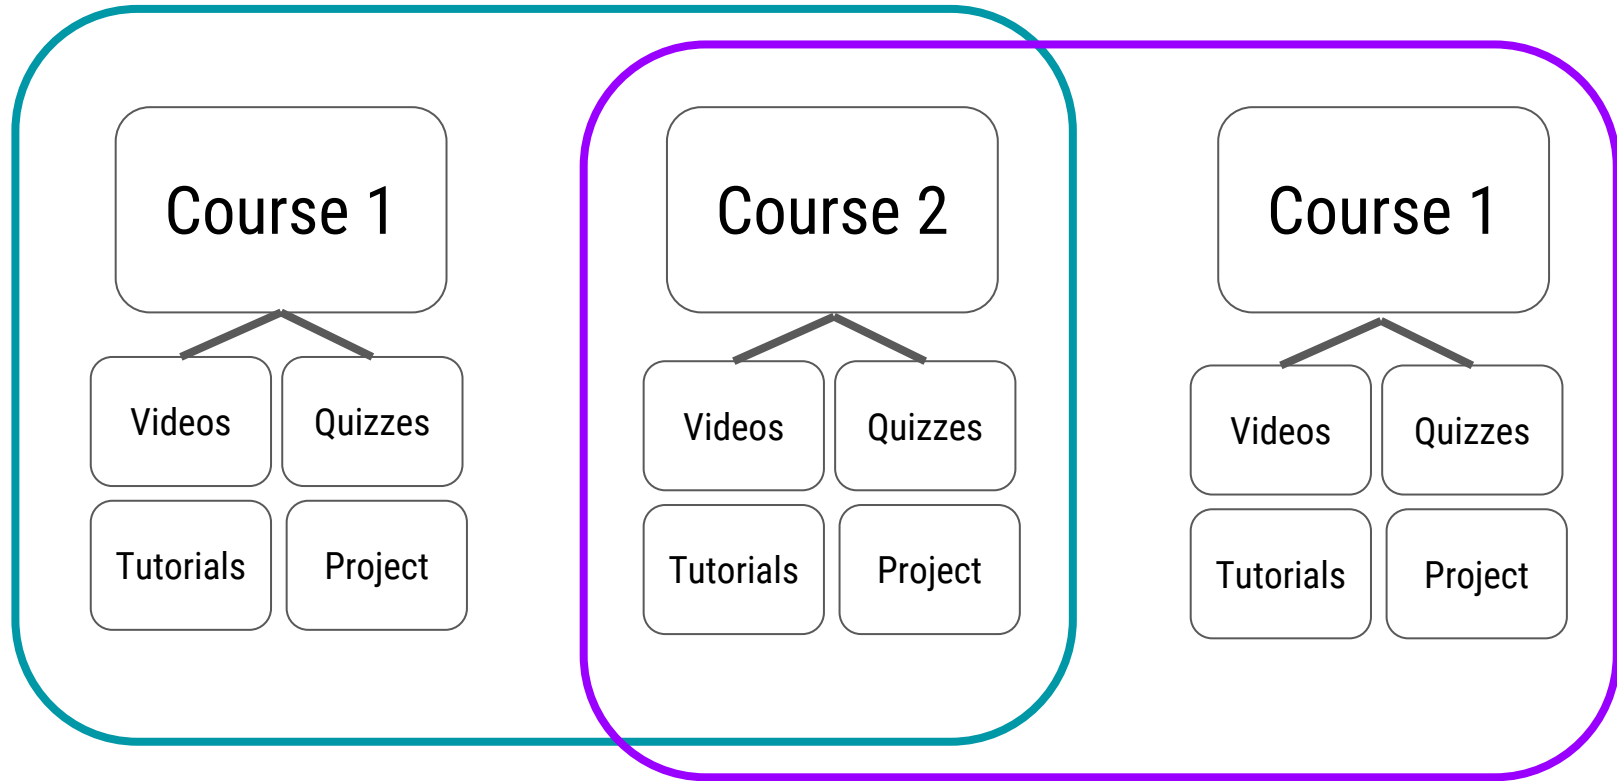 Course 1
Videos
Quizzes
Tutorials
Project
Course 2
Videos
Quizzes
Tutorials
Project
Course 1
Videos
Quizzes
Tutorials
Project